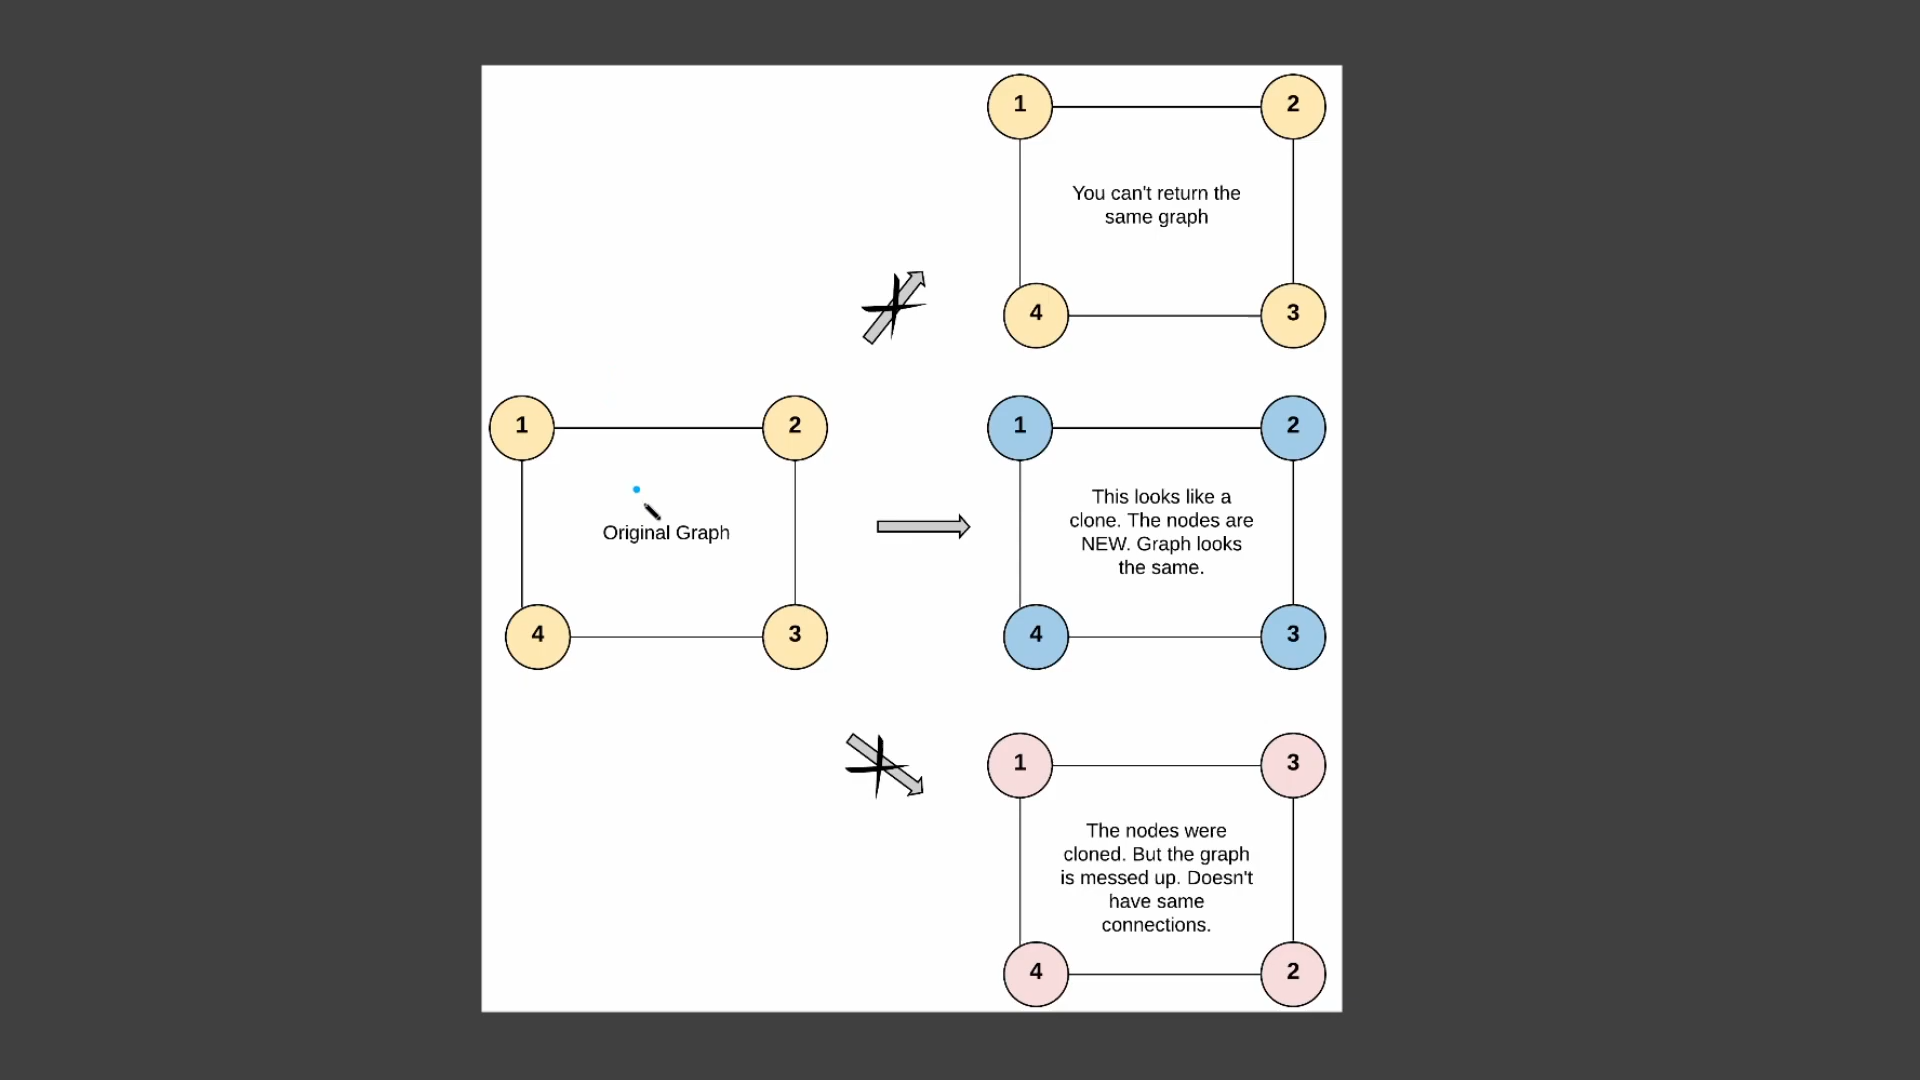 1
2
You can't return the
same graph
4
3
1
2
Original Graph
4
3
1
2
This looks like a
clone. The nodes are
NEW. Graph looks
the same.
4
3
1
3
The nodes were
cloned. But the graph
is messed up. Doesn't
have same
connections.
4
2